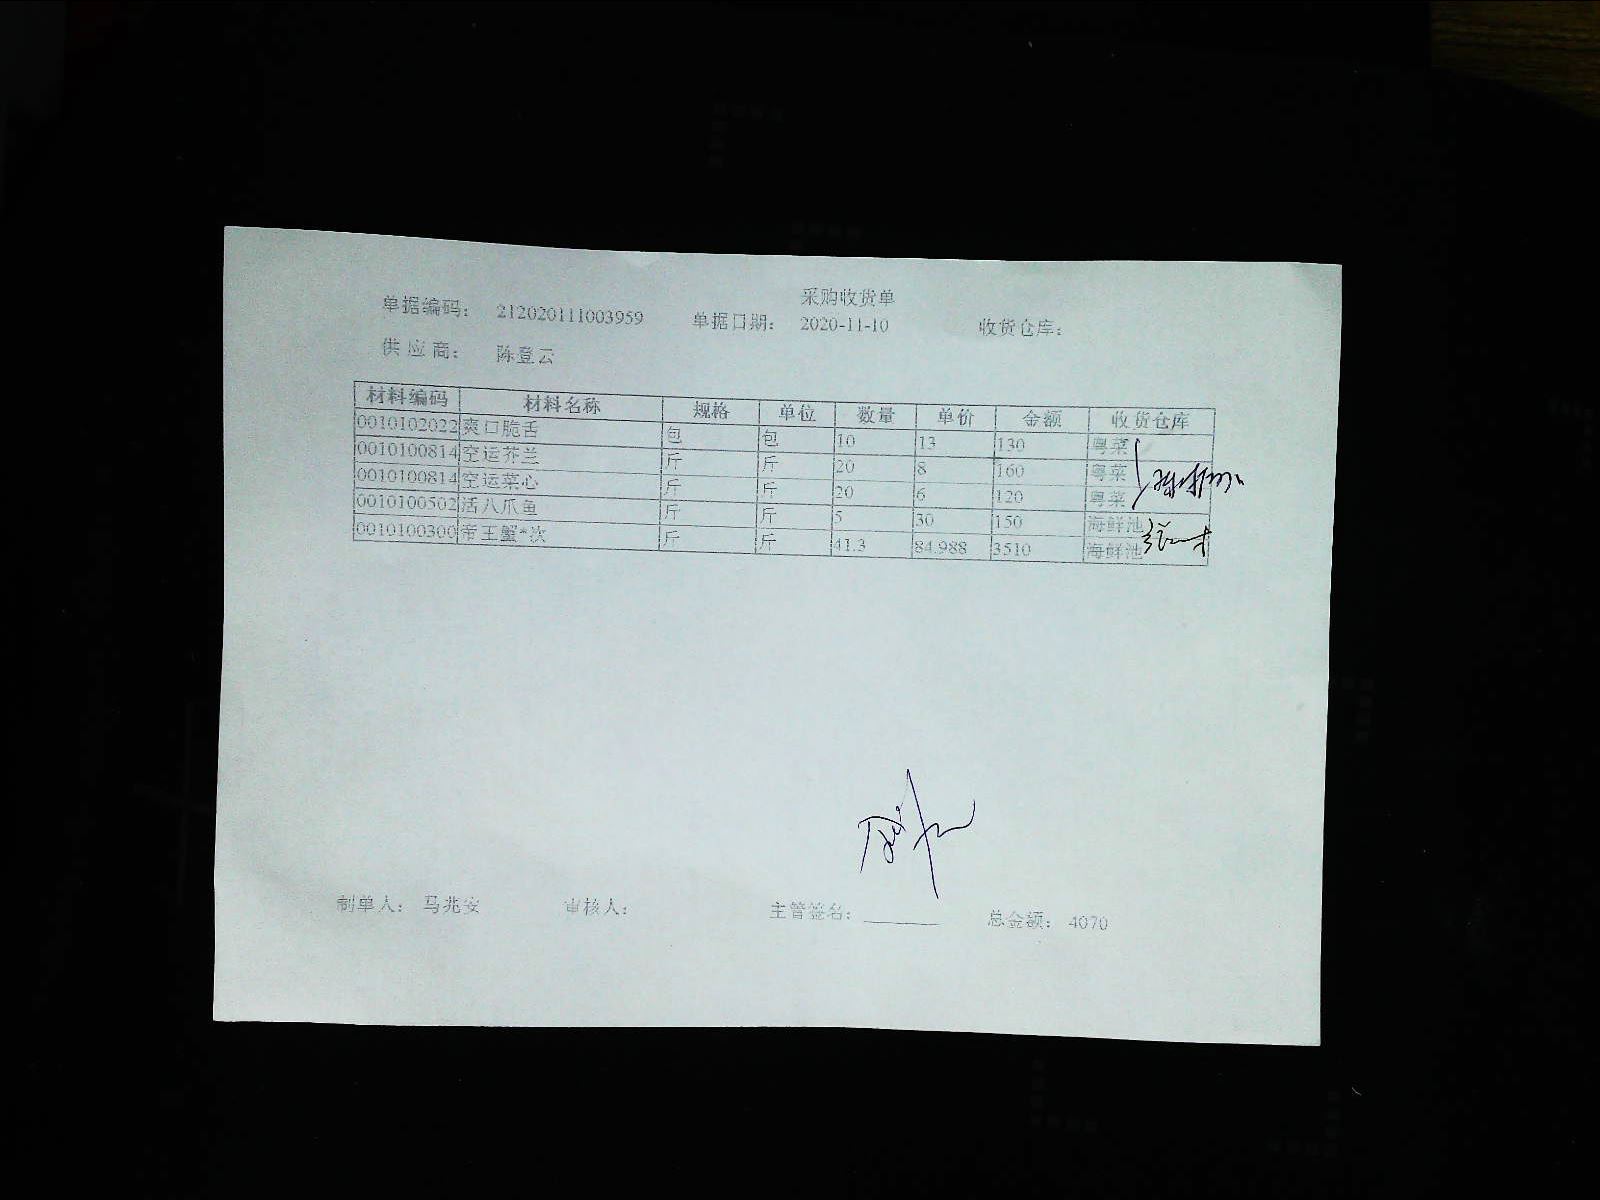 采购收货单
单据编码: 212020111003959 单据日期: 2020-11-10 收货仓库:
供应商: 陈登云
材料编码 材料名称 规格 单位 数量 单价 金额 收货仓库
0010102022 爽口脆舌 包 包 10 13 130 粤菜
0010100814 空运芥兰 斤 斤 20 8 160 粤菜
0010100814 空运菜心 斤 斤 20 6 120 粤菜
0010100502 活八爪鱼 斤 斤 5 30 150 海鲜池
0010100300 帝王蟹*次 斤 斤 41.3 84.988 3510 海鲜池
制单人: 马兆安 审核人: 主管签名: 总金额: 4070